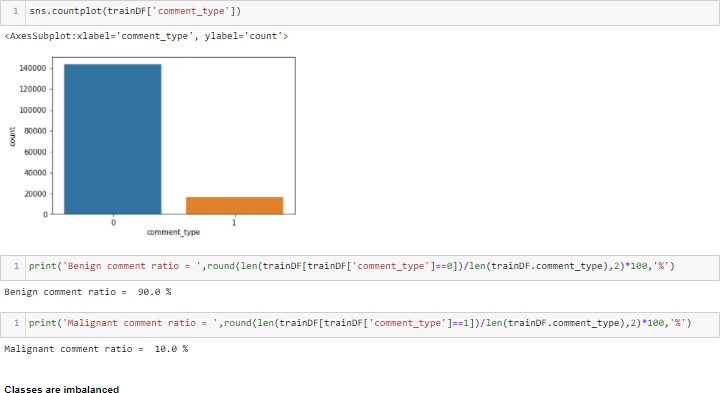 1 sns.countplot(trainDF['comment_type'])
<AxesSubplot:xlabel='comment_type', ylabel='count'>
140000
120000
100000
80000
60000
40000
20000
0
count
0 1
comment_type
1 print('Benign comment ratio = ',round(len(trainDF[trainDF['comment_type']==0])/len(trainDF.comment_type),2)*100,'%')
Benign comment ratio =  90.0 %
1 print('Malignant comment ratio = ',round(len(trainDF[trainDF['comment_type']==1])/len(trainDF.comment_type),2)*100,'%')
Malignant comment ratio =  10.0 %
Classes are imbalanced